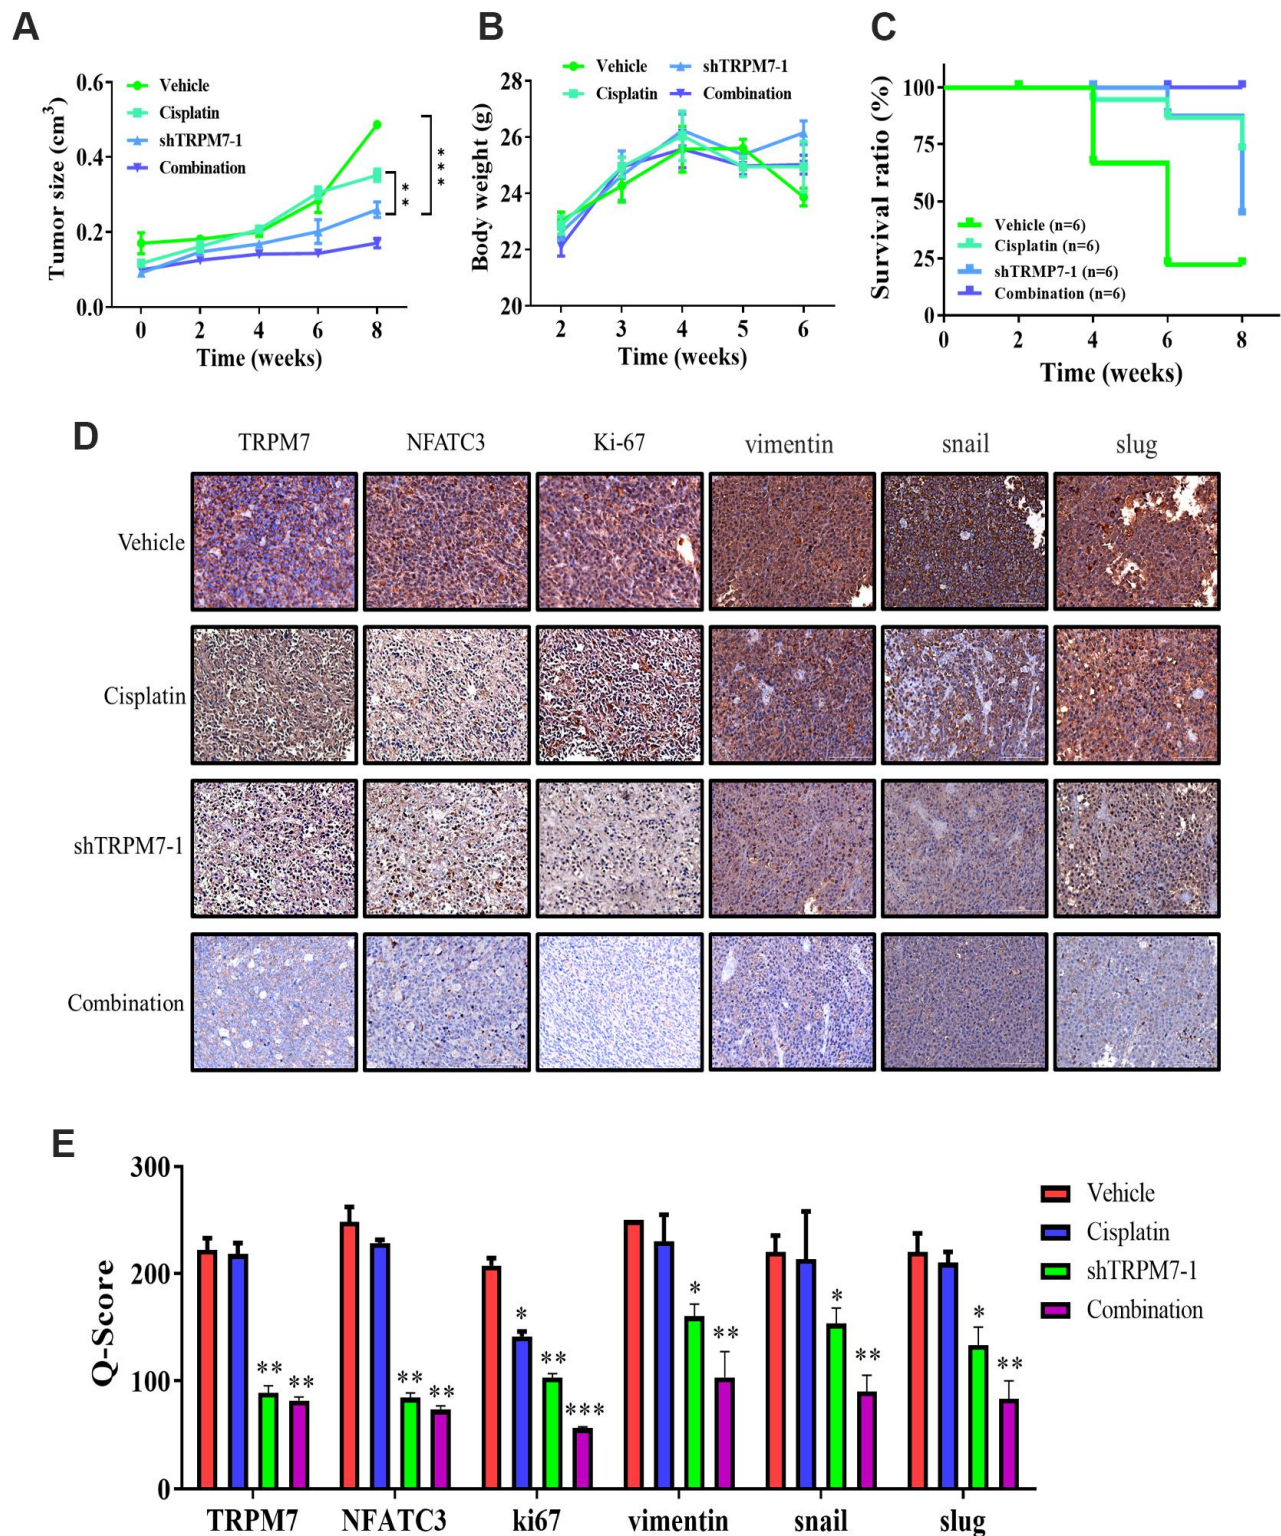 A
Tumor size (cm³)
0.6
0.4
0.2
0.0
Vehicle
Cisplatin
shTRPM7-1
Combination
**
***
0 2 4 6 8
Time (weeks)
B
Body weight (g)
Vehicle
Cisplatin
shTRPM7-1
Combination
28
26
24
22
20
2 3 4 5 6
Time (weeks)
C
Survival ratio (%)
100
75
50
25
0
Vehicle (n=6)
Cisplatin (n=6)
shTRMP7-1 (n=6)
Combination (n=6)
0 2 4 6 8
Time (weeks)
D
TRPM7 NFATC3 Ki-67 vimentin snail slug
Vehicle
Cisplatin
shTRPM7-1
Combination
E
Q-Score
300
200
100
0
** **
** **
* ** ***
* **
* **
* **
TRPM7 NFATC3 ki67 vimentin snail slug
Vehicle
Cisplatin
shTRPM7-1
Combination